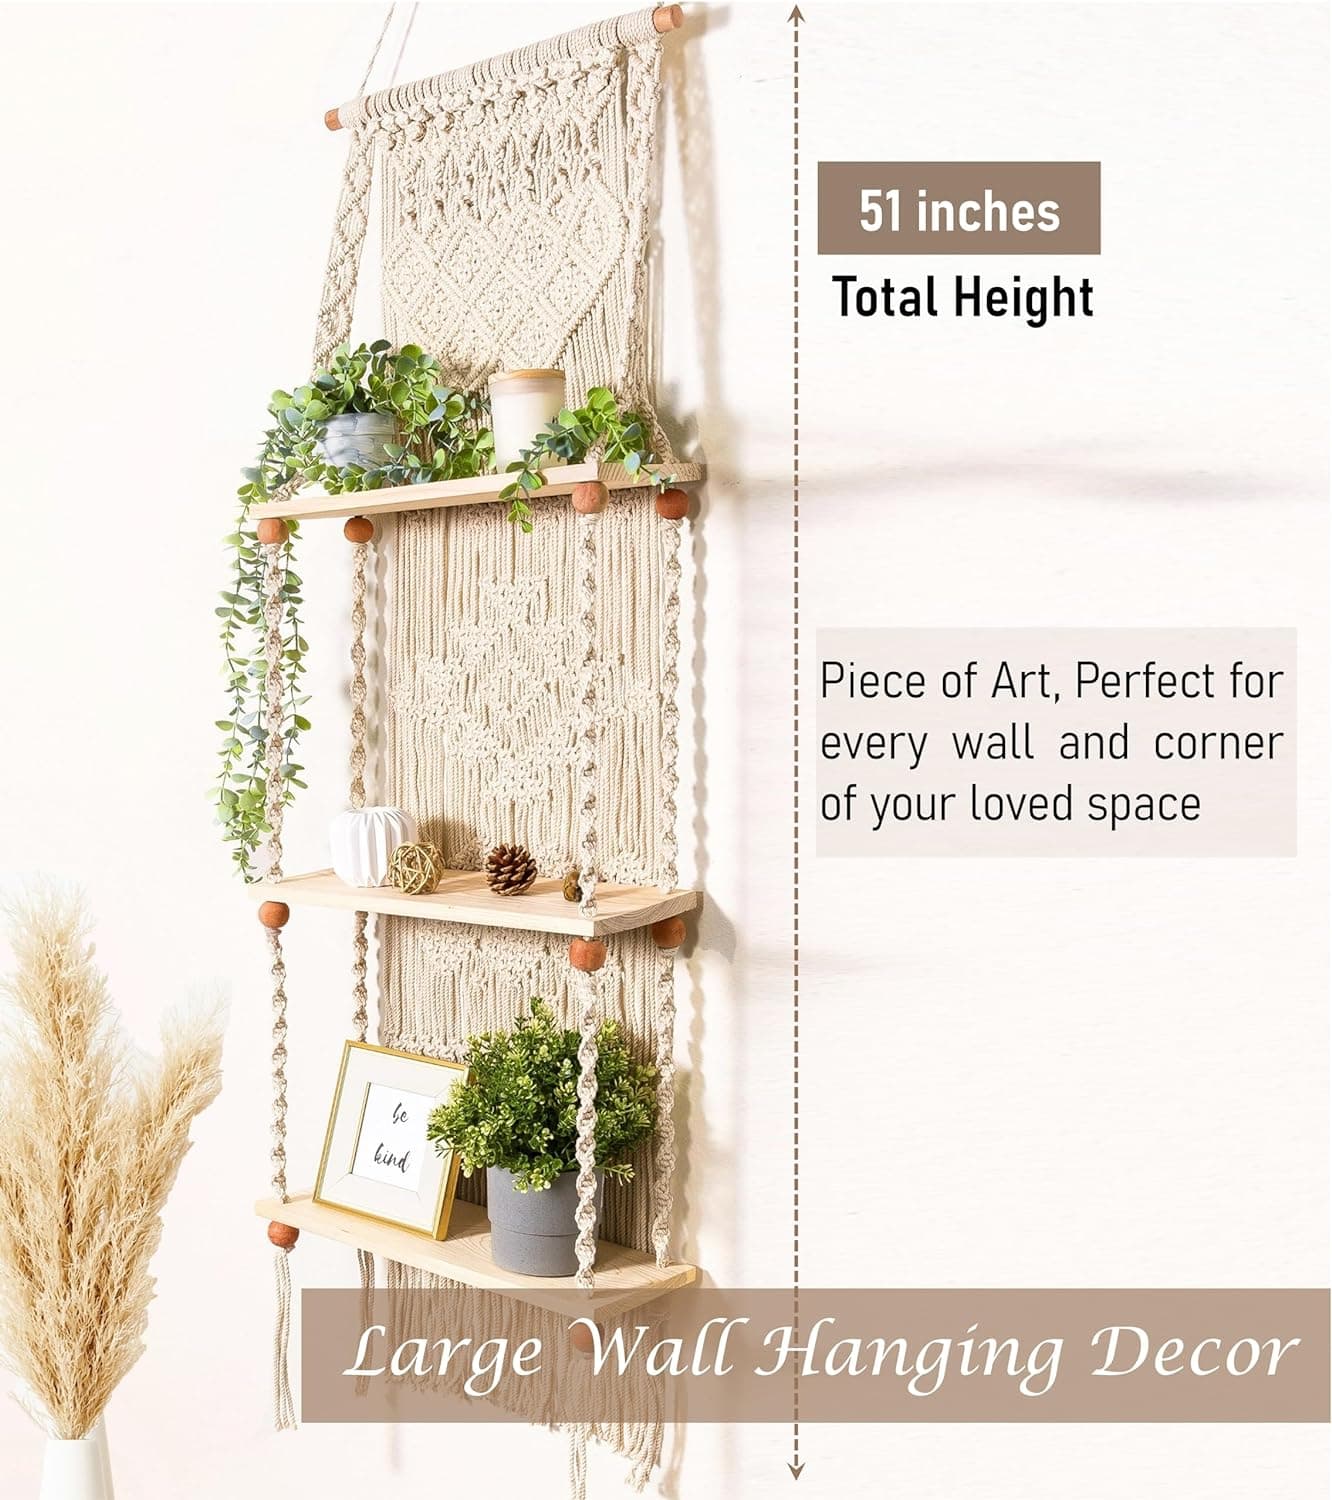 51 inches
Total Height
Piece of Art, Perfect for
every wall and corner
of your loved space
be
kind
Large Wall Hanging Decor